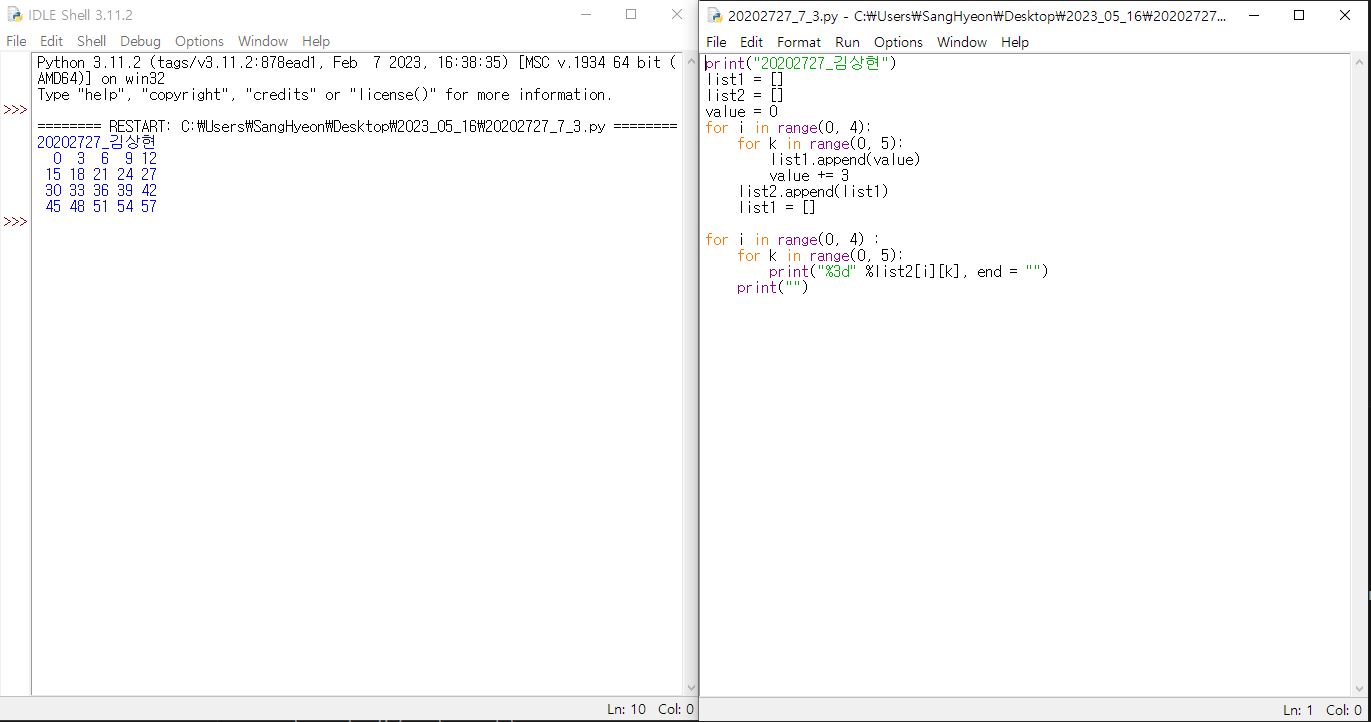 IDLE Shell 3.11.2
File Edit Shell Debug Options Window Help
Python 3.11.2 (tags/v3.11.2:878ead1, Feb  7 2023, 16:38:35) [MSC v.1934 64 bit (
AMD64)] on win32
Type "help", "copyright", "credits" or "license()" for more information.
>>>
======== RESTART: C:₩Users₩SangHyeon₩Desktop₩2023_05_16₩20202727_7_3.py ========
20202727_김상현
  0  3  6  9 12
 15 18 21 24 27
 30 33 36 39 42
 45 48 51 54 57
>>>
Ln: 10 Col: 0
20202727_7_3.py - C:₩Users₩SangHyeon₩Desktop₩2023_05_16₩20202727...
File Edit Format Run Options Window Help
print("20202727_김상현")
list1 = []
list2 = []
value = 0
for i in range(0, 4):
    for k in range(0, 5):
        list1.append(value)
        value += 3
    list2.append(list1)
    list1 = []

for i in range(0, 4) :
    for k in range(0, 5):
        print("%3d" %list2[i][k], end = "")
    print("")
Ln: 1 Col: 0